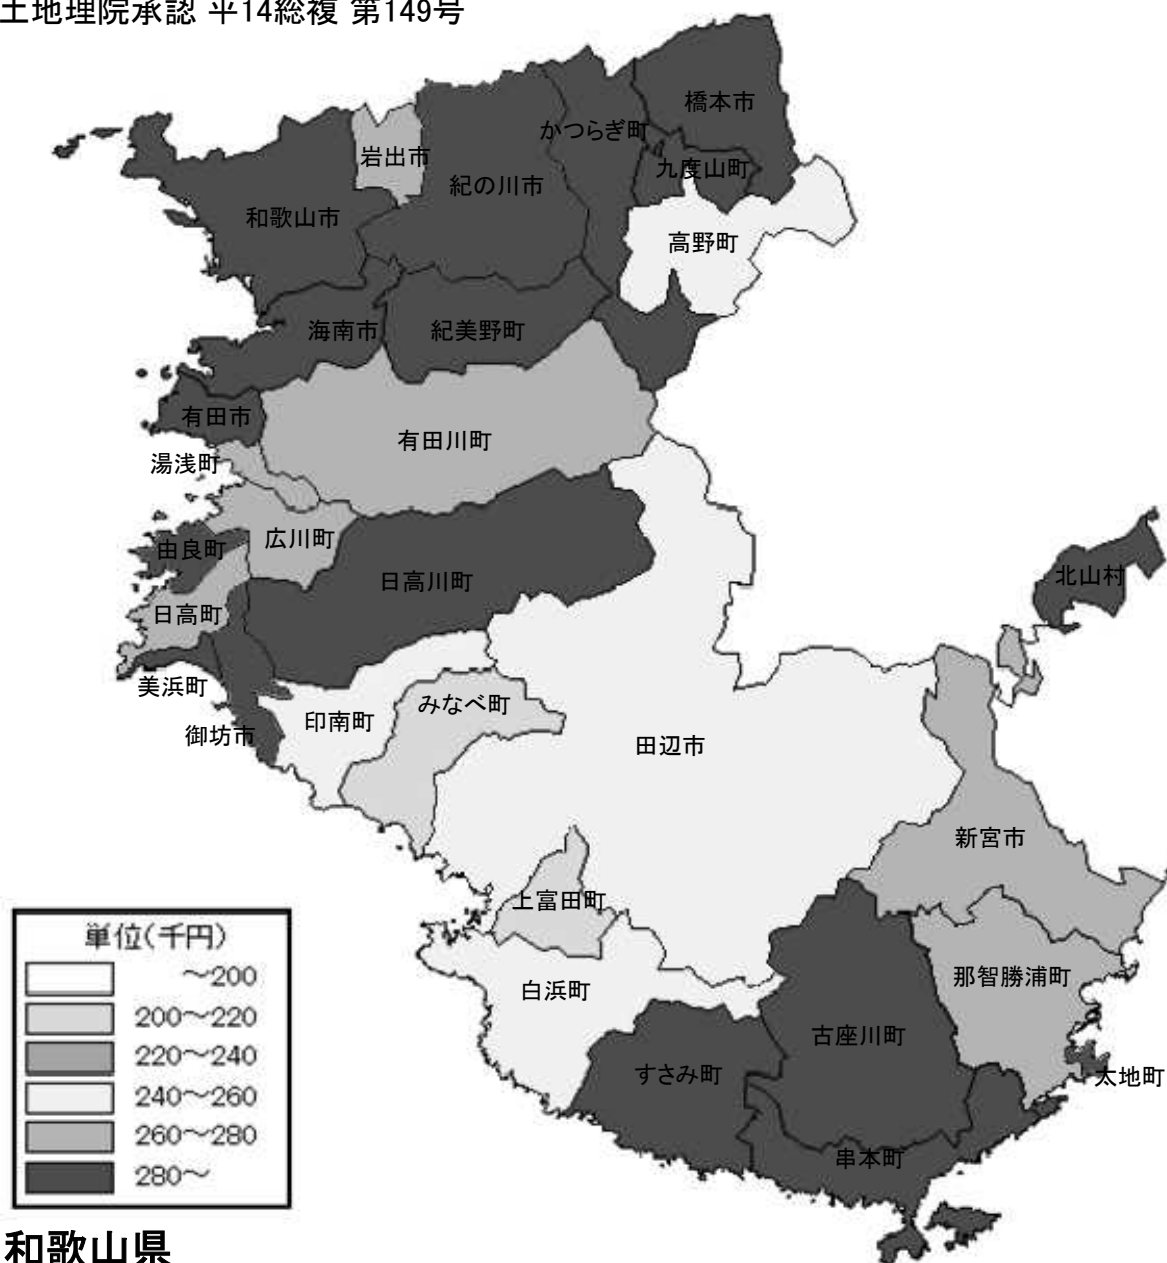 土地理院承認 平14総複 第149号
橋本市
かつらぎ町
岩出市
九度山町
紀の川市
和歌山市
高野町
海南市
紀美野町
有田市
有田川町
湯浅町
広川町
由良町
日高川町
北山村
日高町
美浜町
みなべ町
印南町
御坊市
田辺市
新宮市
上富田町
那智勝浦町
白浜町
古座川町
すさみ町
太地町
串本町
単位(千円)
~200
200~220
220~240
240~260
260~280
280~
和歌山県